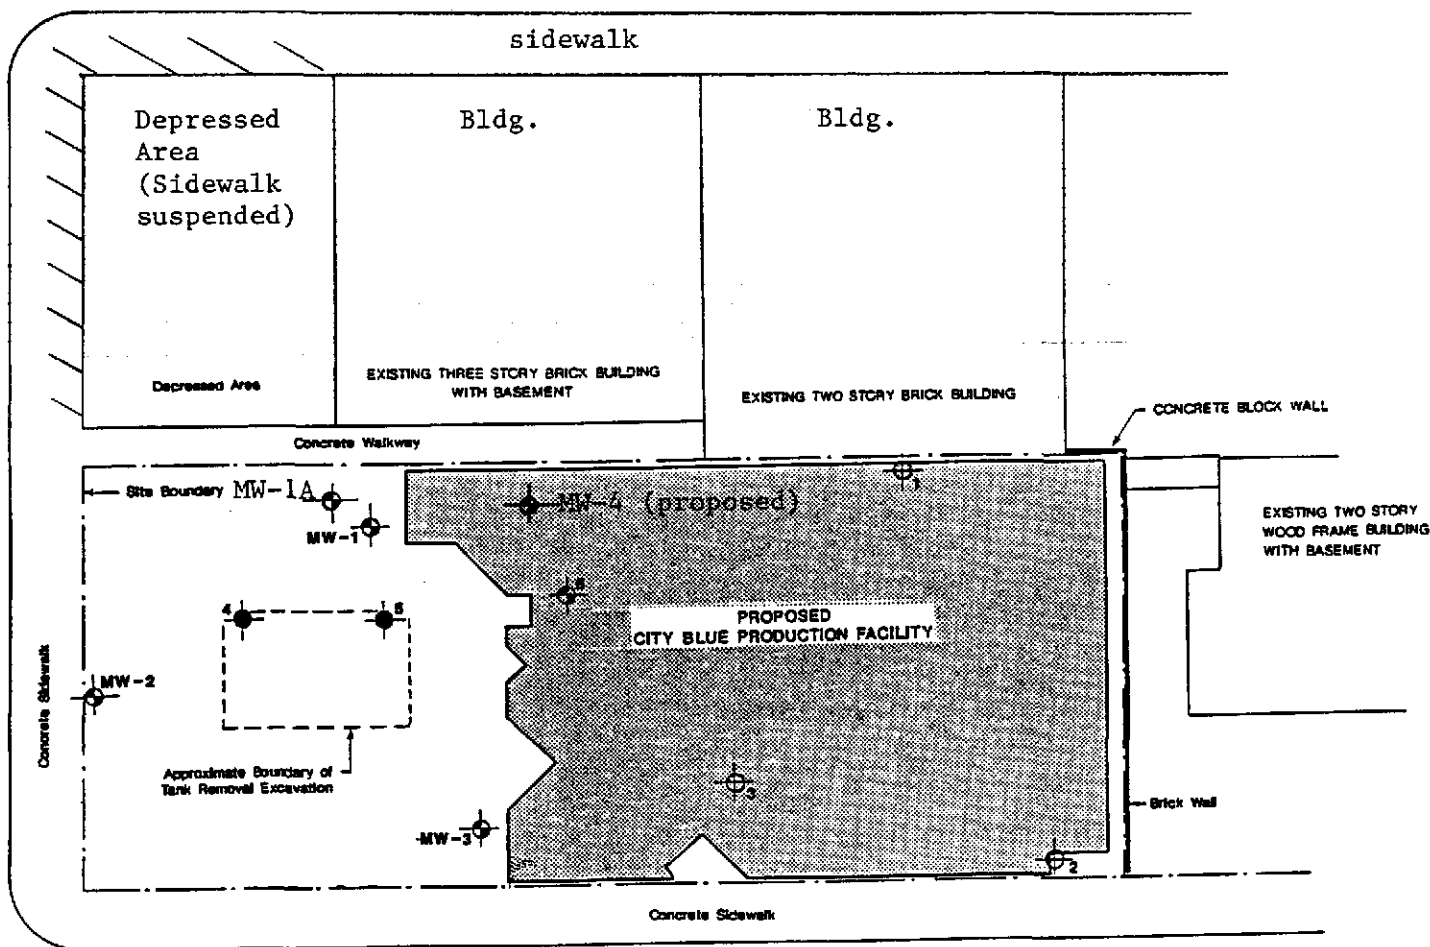 sidewalk
Depressed
Area
(Sidewalk
suspended)
Bldg.
Bldg.
Depressed Area
EXISTING THREE STORY BRICK BUILDING
WITH BASEMENT
EXISTING TWO STORY BRICK BUILDING
CONCRETE BLOCK WALL
Concrete Walkway
Site Boundary
MW-1A
MW-1
MW-4 (proposed)
1
EXISTING TWO STORY
WOOD FRAME BUILDING
WITH BASEMENT
4
5
6
PROPOSED
CITY BLUE PRODUCTION FACILITY
Concrete Sidewalk
MW-2
Approximate Boundary of
Tank Removal Excavation
3
MW-3
Brick Wall
2
Concrete Sidewalk